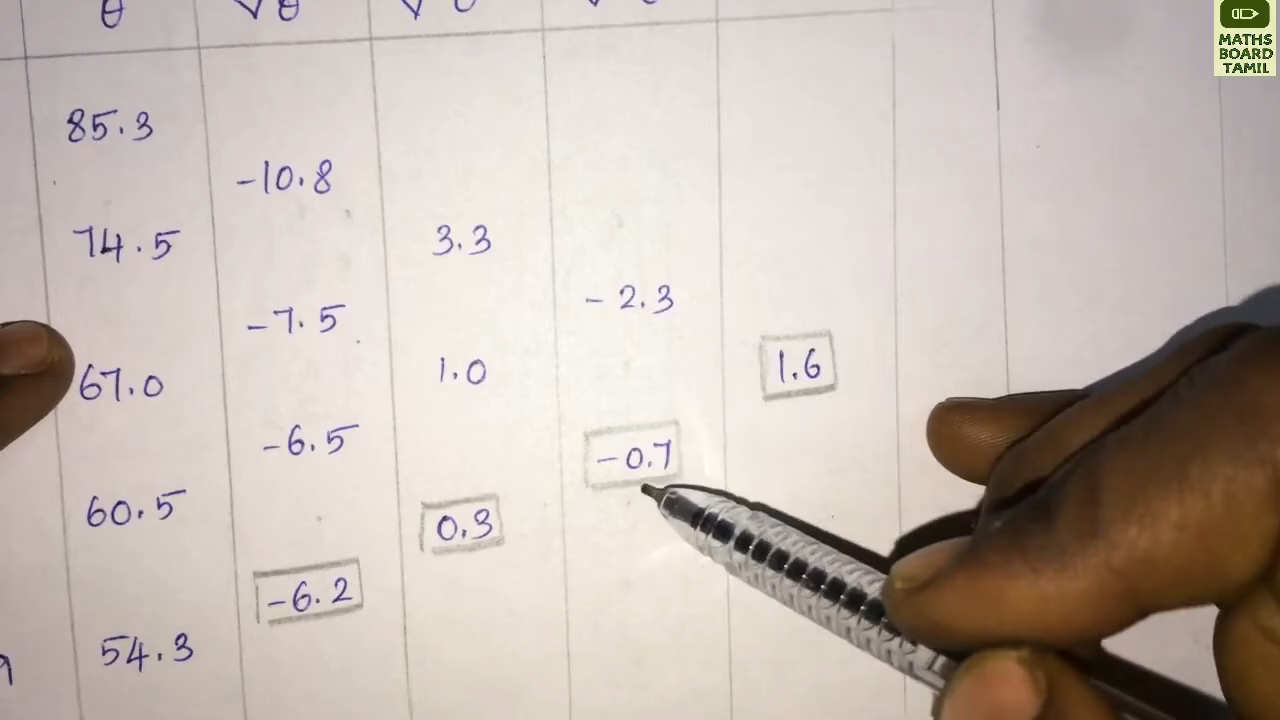 θ ∇θ
85.3
-10.8
74.5 3.3
-2.3
-7.5
67.0 1.0 1.6
-6.5 -0.7
60.5 0.3
-6.2
54.3
MATHS
BOARD
TAMIL